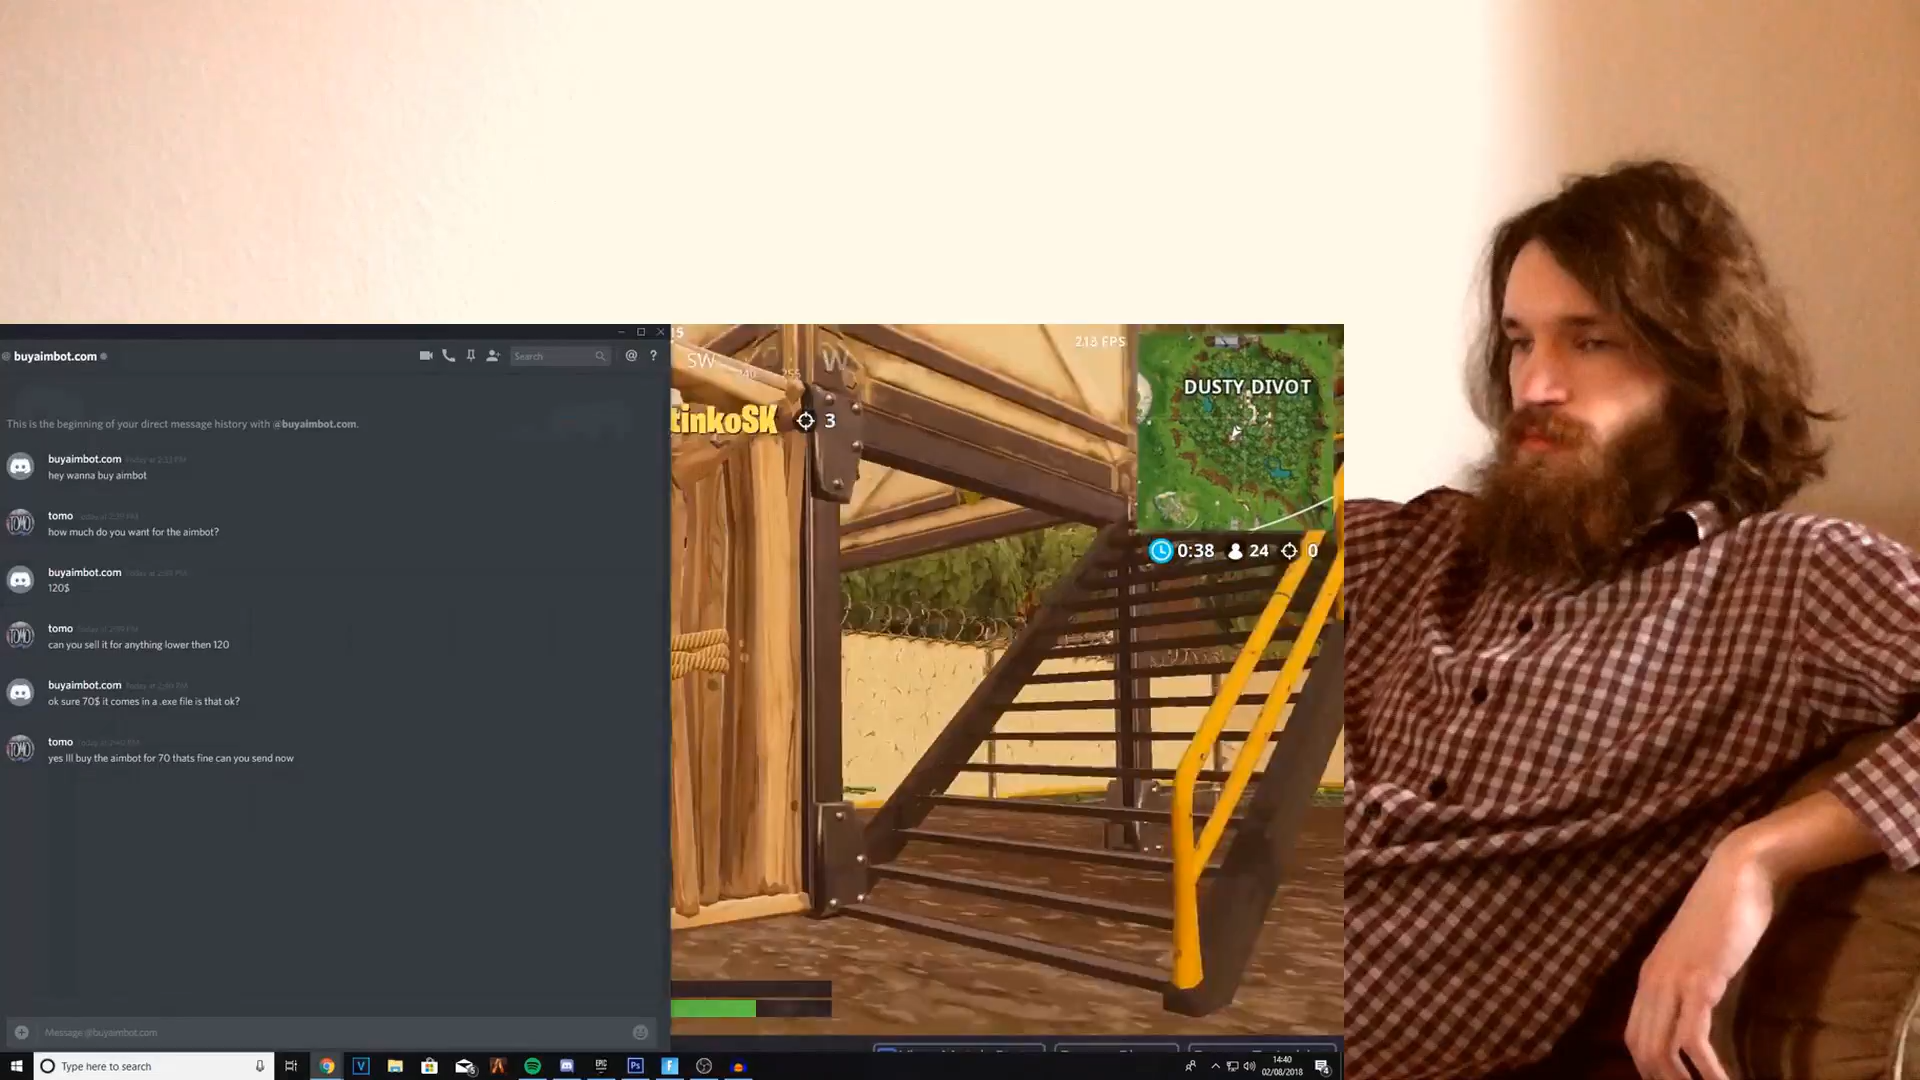 buyaimbot.com
Search
This is the beginning of your direct message history with @buyaimbot.com.
buyaimbot.com
hey wanna buy aimbot
tomo
how much do you want for the aimbot?
buyaimbot.com
120$
tomo
can you sell it for anything lower then 120
buyaimbot.com
ok sure 70$ it comes in a .exe file is that ok?
tomo
yes Ill buy the aimbot for 70 thats fine can you send now
Message @buyaimbot.com
15
SW
W
255
tinkoSK
3
213 FPS
DUSTY DIVOT
0:38
24
0
Type here to search
14:40
02/08/2018